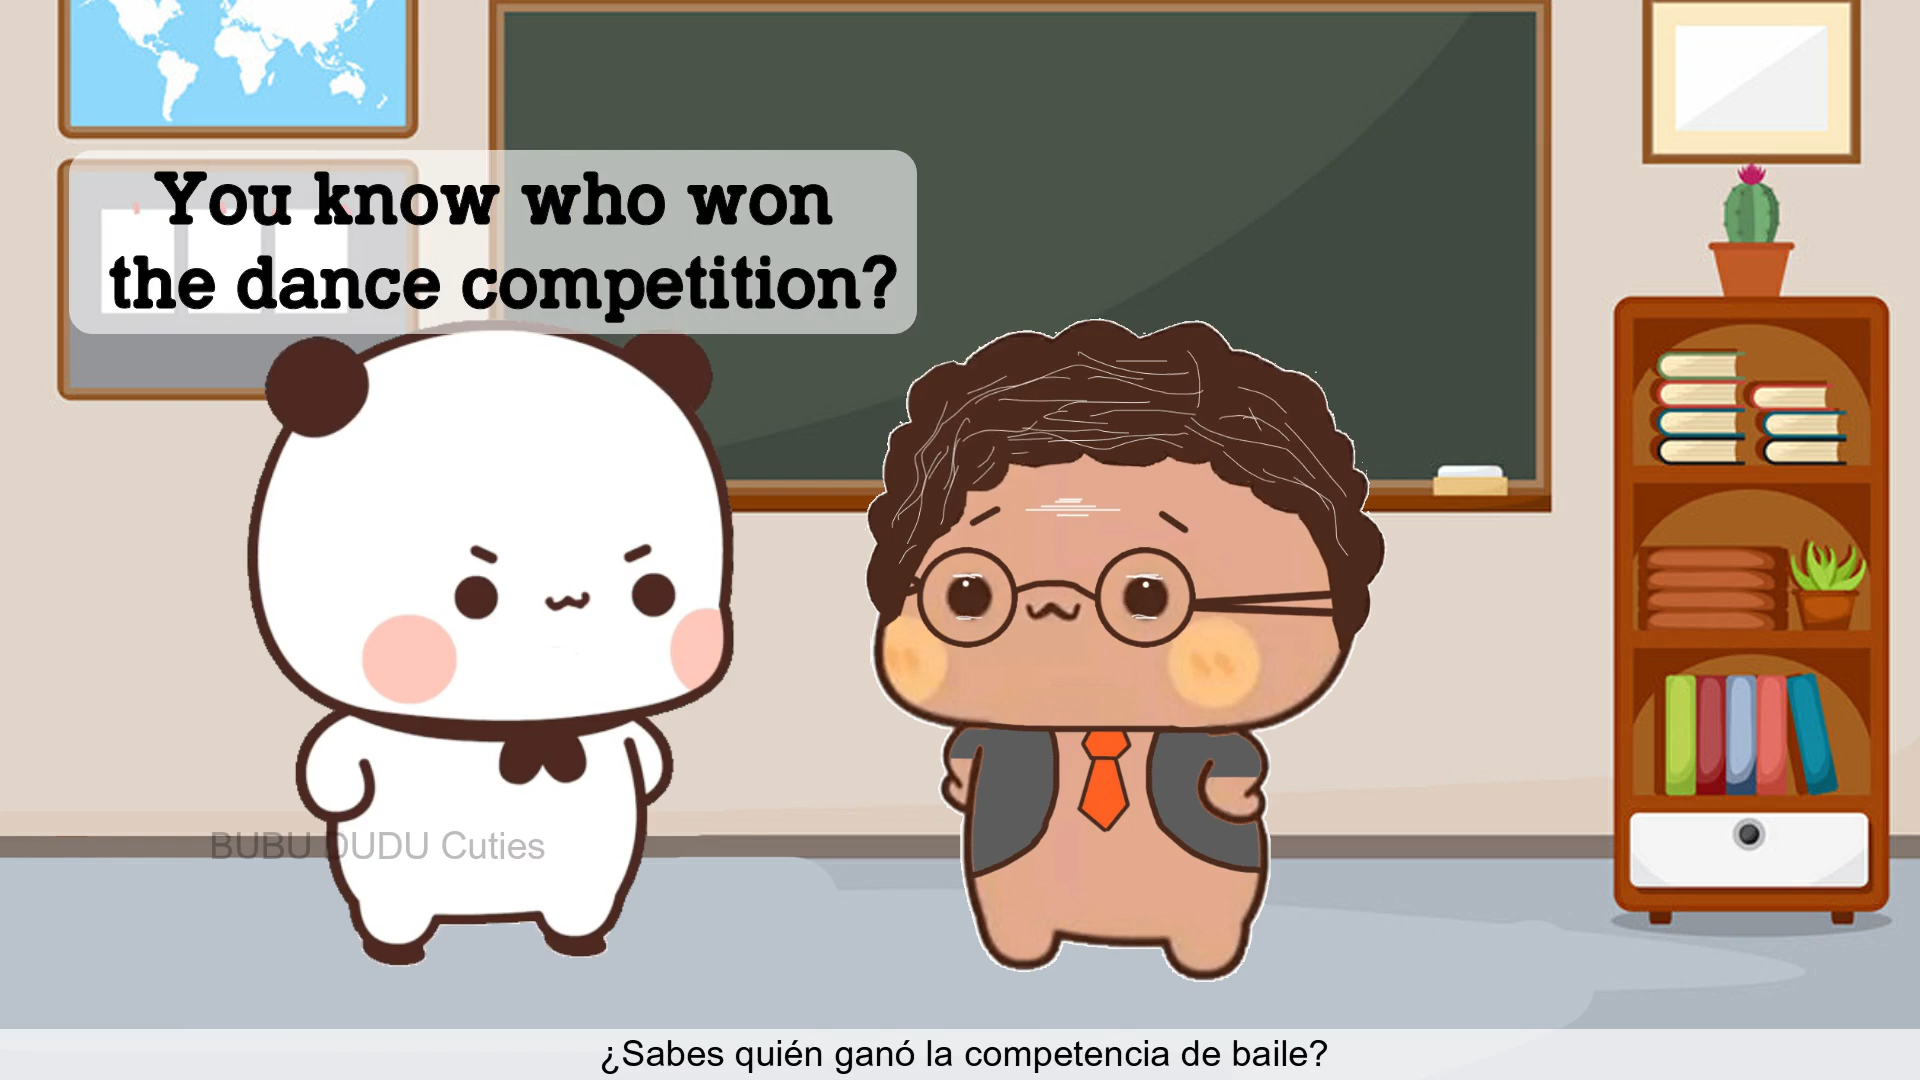 You know who won
the dance competition?
BUBU DUDU Cuties
¿Sabes quién ganó la competencia de baile?